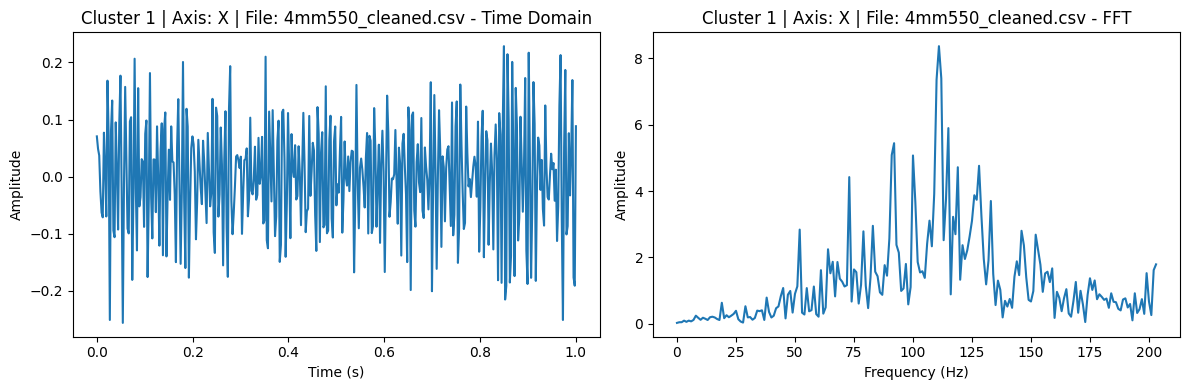 Cluster 1 | Axis: X | File: 4mm550_cleaned.csv - Time Domain
Amplitude
0.2
0.1
0.0
−0.1
−0.2
0.0 0.2 0.4 0.6 0.8 1.0
Time (s)
Cluster 1 | Axis: X | File: 4mm550_cleaned.csv - FFT
Amplitude
8
6
4
2
0
0 25 50 75 100 125 150 175 200
Frequency (Hz)